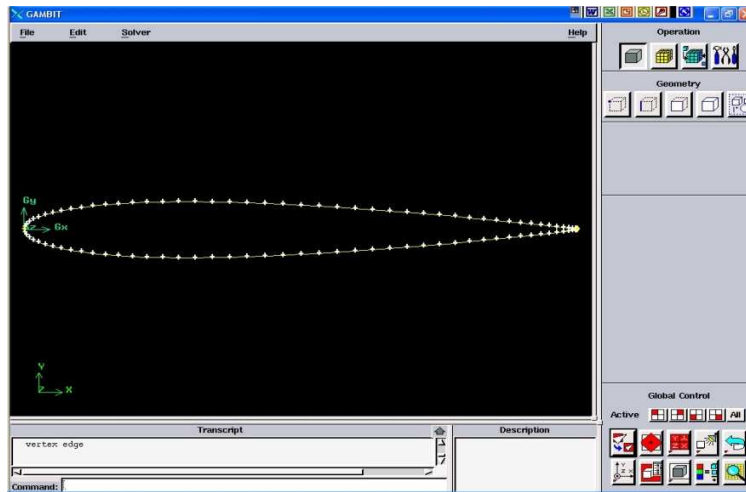 GAMBIT
File Edit Solver Help
Operation
Geometry
Gy
Gx
Y
Z X
Global Control
Active All
Transcript
Description
vertex edge
Command: